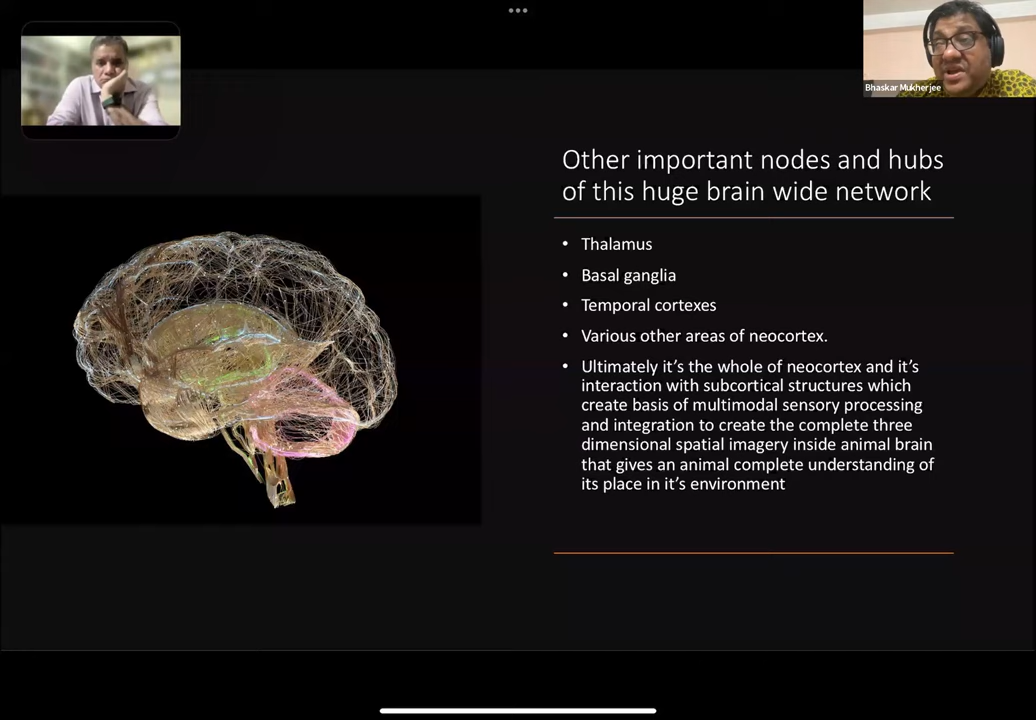 Bhaskar Mukherjee
Other important nodes and hubs
of this huge brain wide network
• Thalamus
• Basal ganglia
• Temporal cortexes
• Various other areas of neocortex.
• Ultimately it's the whole of neocortex and it's
interaction with subcortical structures which
create basis of multimodal sensory processing
and integration to create the complete three
dimensional spatial imagery inside animal brain
that gives an animal complete understanding of
its place in it's environment